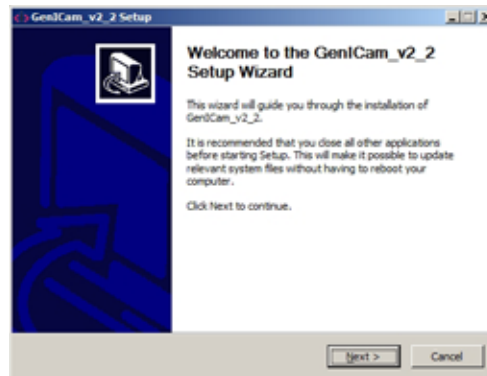 GenICam_v2_2 Setup
Welcome to the GenICam_v2_2
Setup Wizard
This wizard will guide you through the installation of
GenICam_v2_2.
It is recommended that you close all other applications
before starting Setup. This will make it possible to update
relevant system files without having to reboot your
computer.
Click Next to continue.
Next >
Cancel